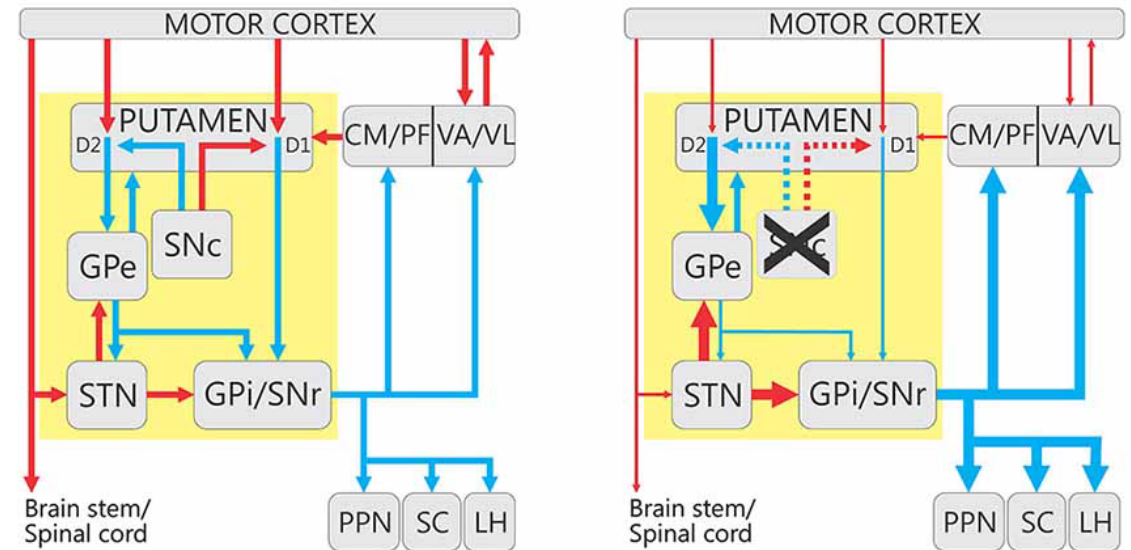 MOTOR CORTEX
PUTAMEN
D2
D1
CM/PF
VA/VL
SNc
GPe
STN
GPi/SNr
Brain stem/
Spinal cord
PPN
SC
LH
MOTOR CORTEX
PUTAMEN
D2
D1
CM/PF
VA/VL
SNc
GPe
STN
GPi/SNr
Brain stem/
Spinal cord
PPN
SC
LH